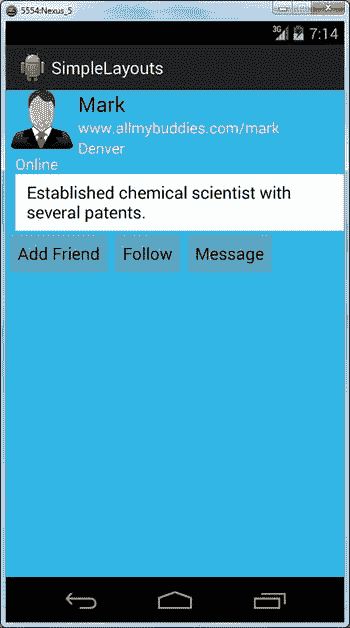 5554:Nexus_5
3G 7:14
SimpleLayouts
Mark
www.allmybuddies.com/mark
Denver
Online
Established chemical scientist with
several patents.
Add Friend Follow Message